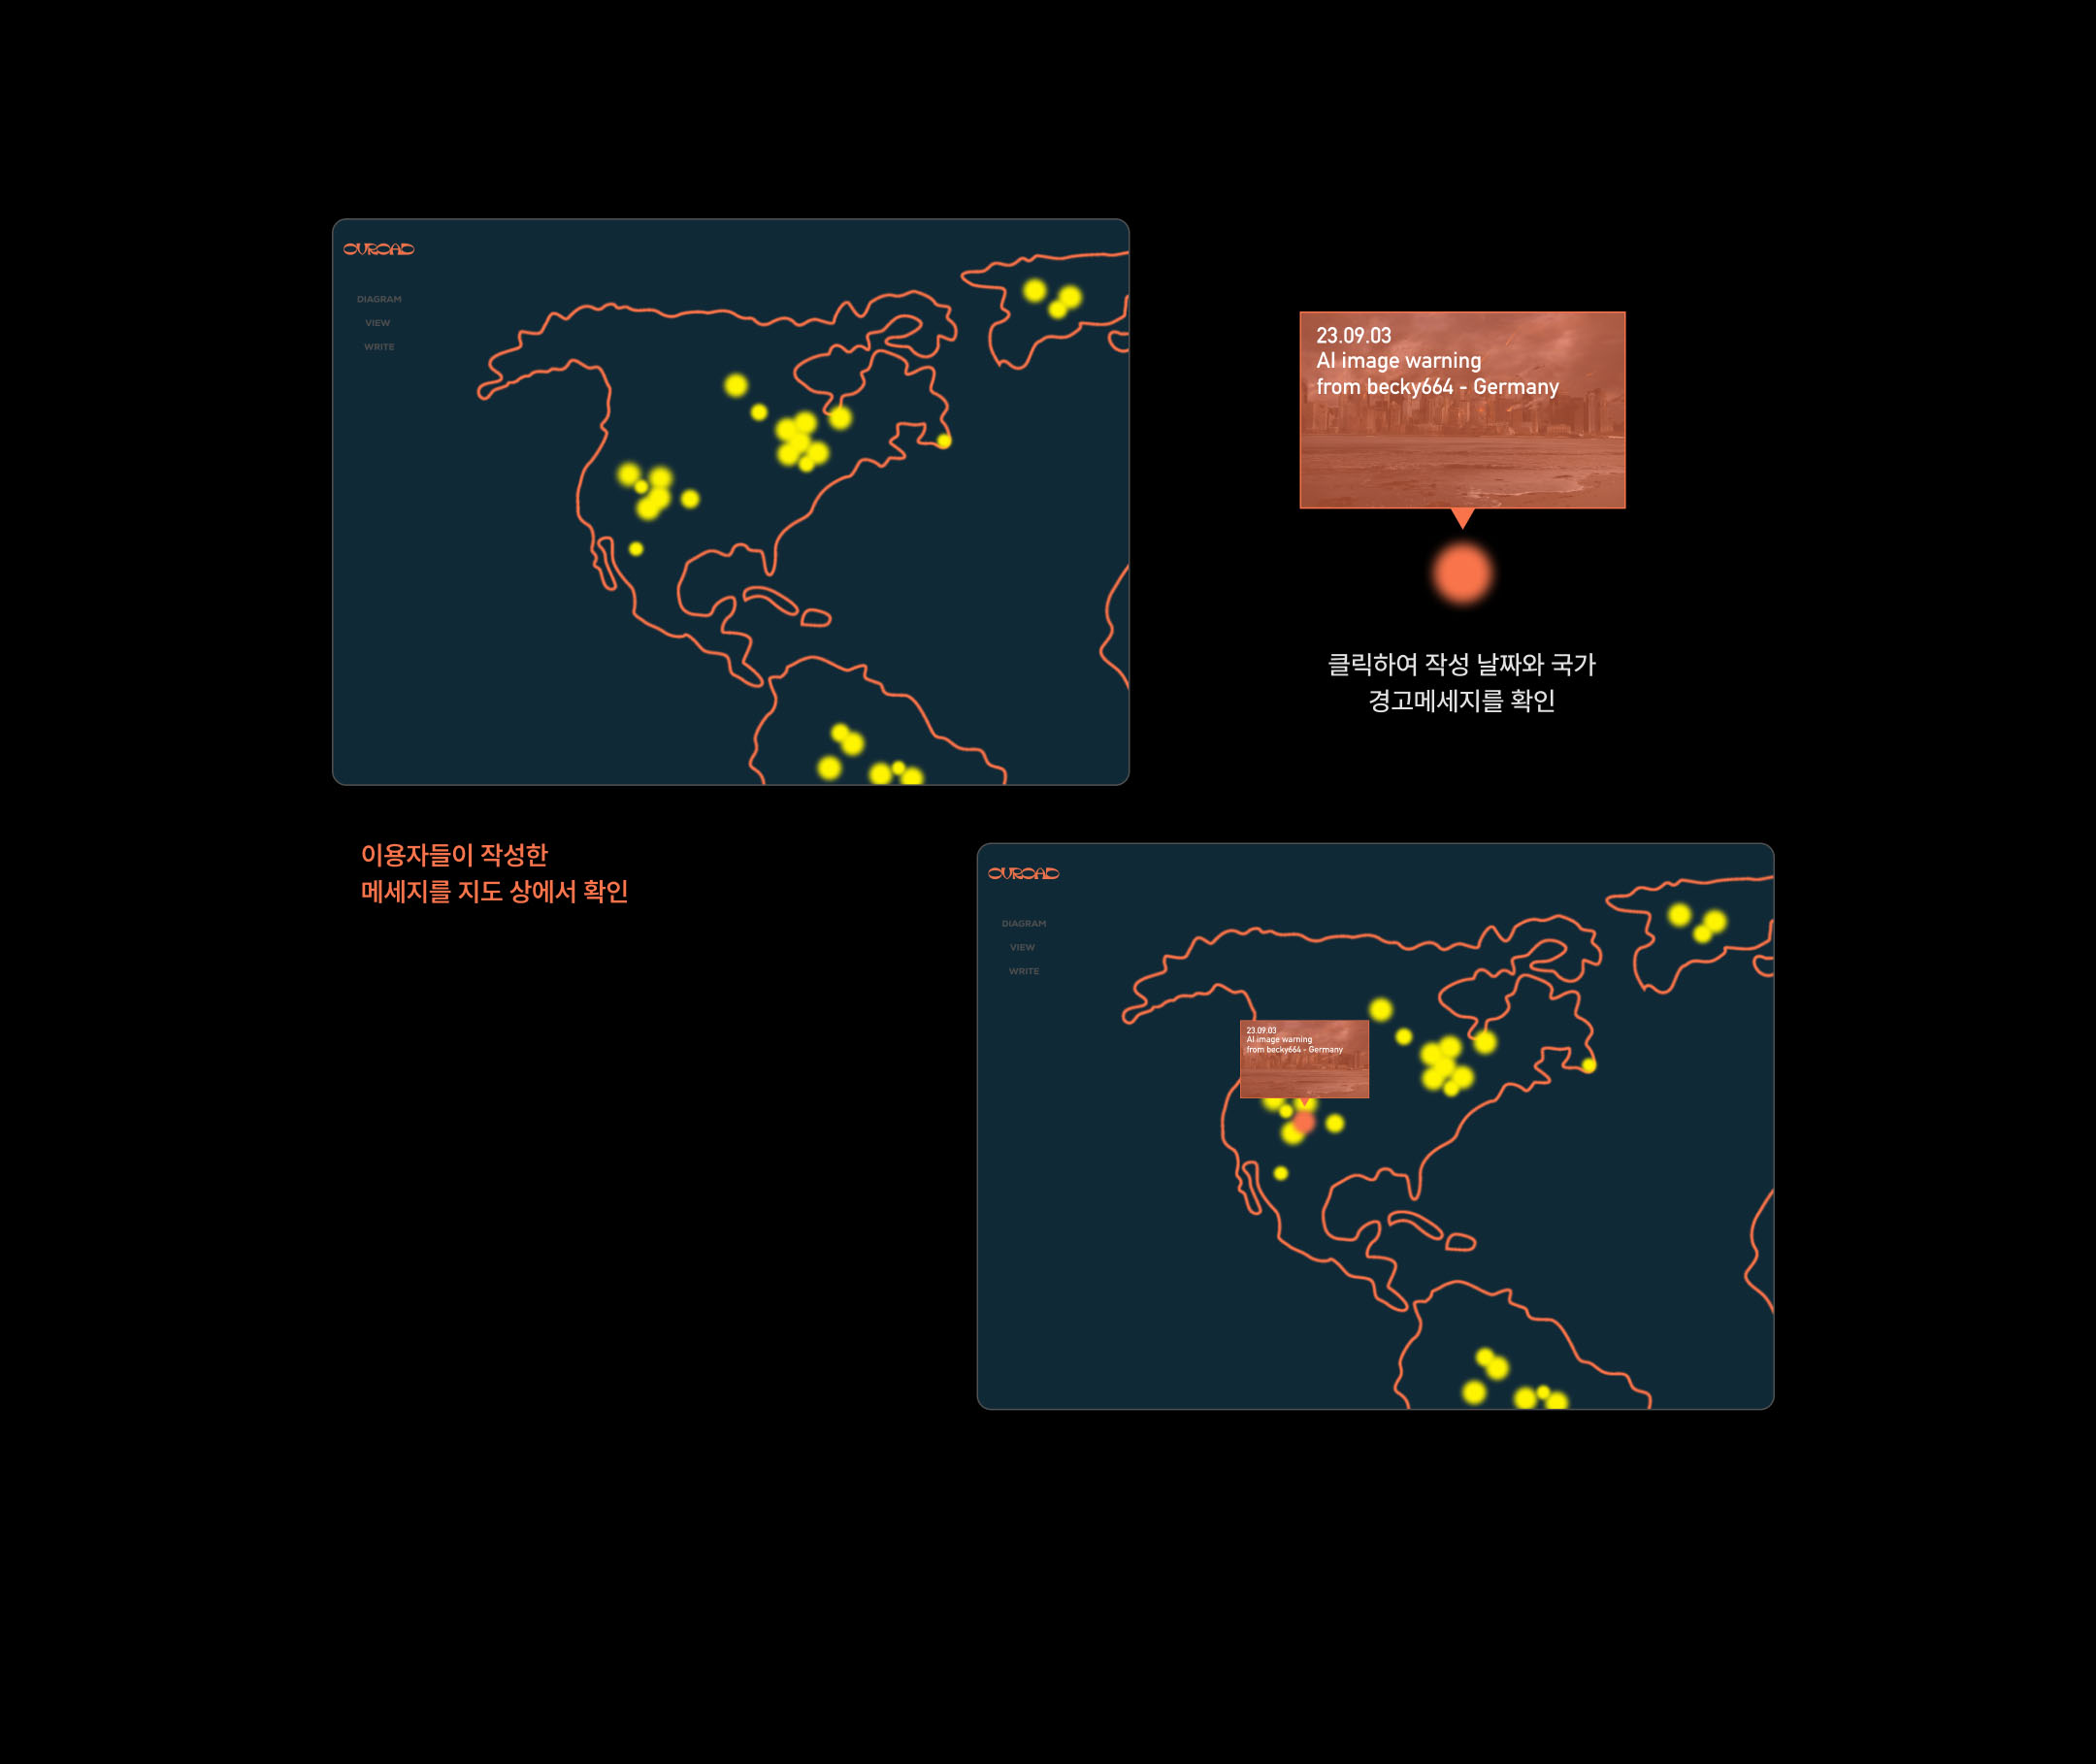 OUROAD
DIAGRAM
VIEW
WRITE
23.09.03
AI image warning
from becky664 - Germany
클릭하여 작성 날짜와 국가
경고메세지를 확인
이용자들이 작성한
메세지를 지도 상에서 확인
OUROAD
DIAGRAM
VIEW
WRITE
23.09.03
AI image warning
from becky664 - Germany